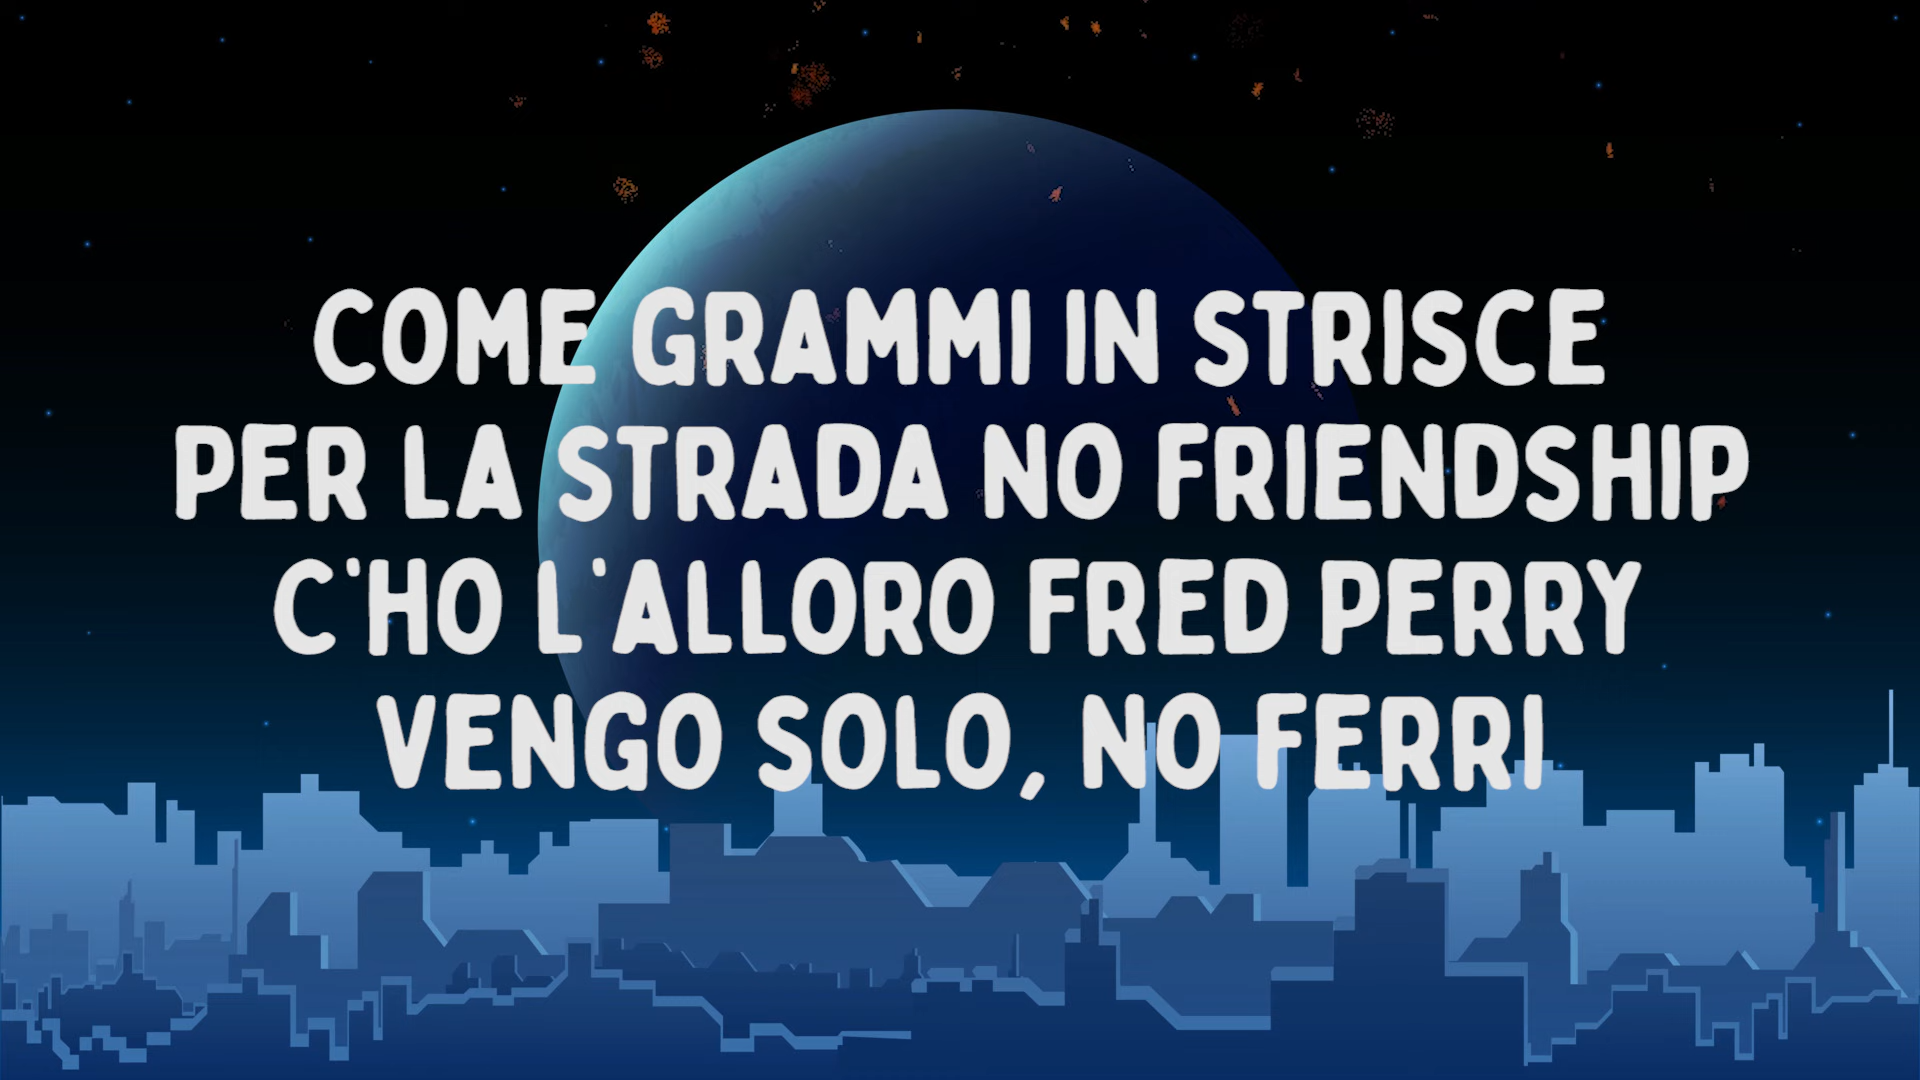 COME GRAMMI IN STRISCE
PER LA STRADA NO FRIENDSHIP
C'HO L'ALLORO FRED PERRY
VENGO SOLO, NO FERRI